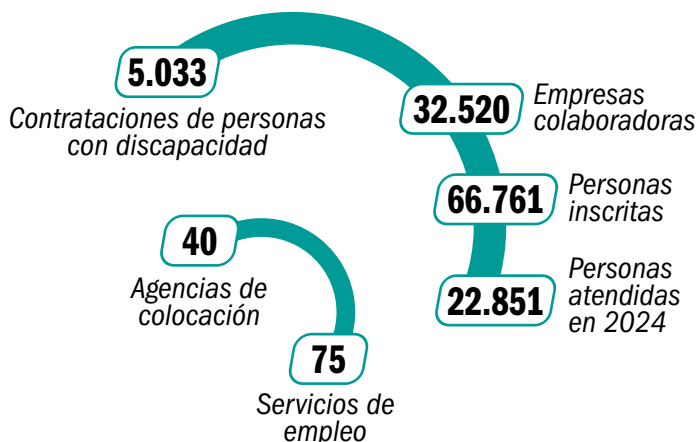 5.033
Contrataciones de personas
con discapacidad
32.520
Empresas
colaboradoras
66.761
Personas
inscritas
22.851
Personas
atendidas
en 2024
40
Agencias de
colocación
75
Servicios de
empleo